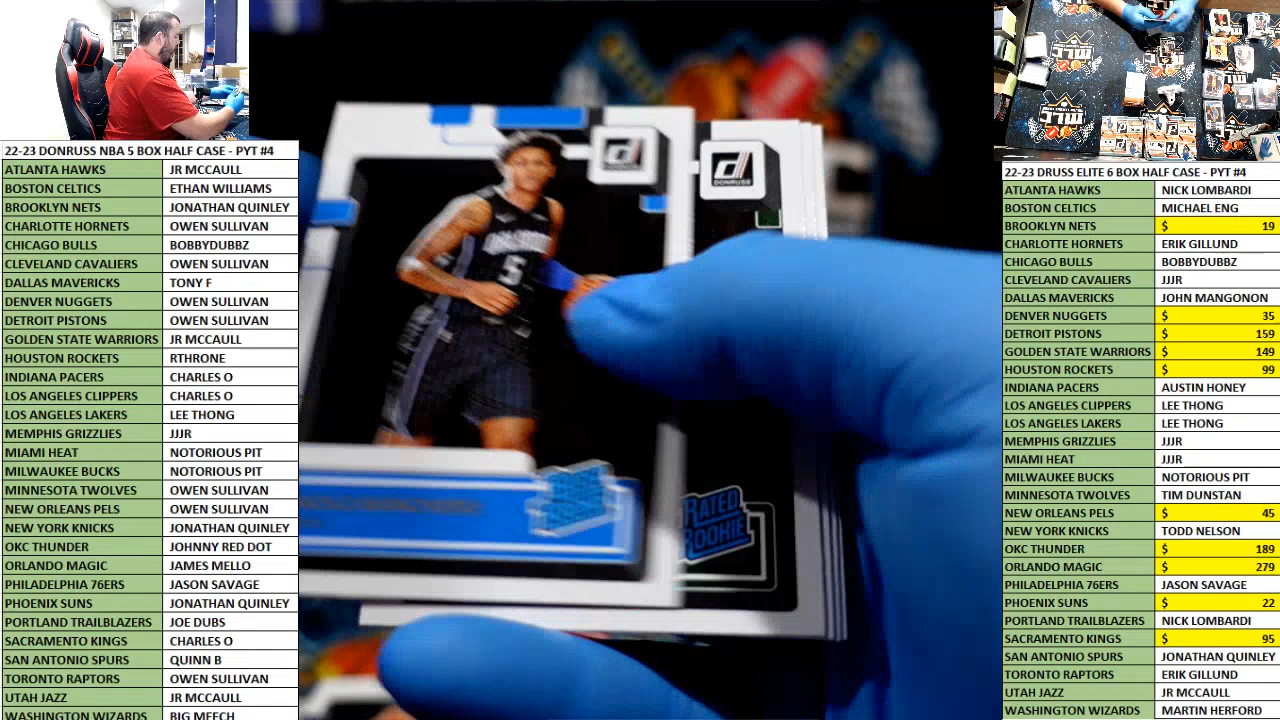 22-23 DONRUSS NBA 5 BOX HALF CASE - PYT #4
ATLANTA HAWKS JR MCCAULL
BOSTON CELTICS ETHAN WILLIAMS
BROOKLYN NETS JONATHAN QUINLEY
CHARLOTTE HORNETS OWEN SULLIVAN
CHICAGO BULLS BOBBYDUBBZ
CLEVELAND CAVALIERS OWEN SULLIVAN
DALLAS MAVERICKS TONY F
DENVER NUGGETS OWEN SULLIVAN
DETROIT PISTONS OWEN SULLIVAN
GOLDEN STATE WARRIORS JR MCCAULL
HOUSTON ROCKETS RTHRONE
INDIANA PACERS CHARLES O
LOS ANGELES CLIPPERS CHARLES O
LOS ANGELES LAKERS LEE THONG
MEMPHIS GRIZZLIES JJJR
MIAMI HEAT NOTORIOUS PIT
MILWAUKEE BUCKS NOTORIOUS PIT
MINNESOTA TWOLVES OWEN SULLIVAN
NEW ORLEANS PELS OWEN SULLIVAN
NEW YORK KNICKS JONATHAN QUINLEY
OKC THUNDER JOHNNY RED DOT
ORLANDO MAGIC JAMES MELLO
PHILADELPHIA 76ERS JASON SAVAGE
PHOENIX SUNS JONATHAN QUINLEY
PORTLAND TRAILBLAZERS JOE DUBS
SACRAMENTO KINGS CHARLES O
SAN ANTONIO SPURS QUINN B
TORONTO RAPTORS OWEN SULLIVAN
UTAH JAZZ JR MCCAULL
WASHINGTON WIZARDS BIG MEECH
DONRUSS
5
RATED
ROOKIE
22-23 DRUSS ELITE 6 BOX HALF CASE - PYT #4
ATLANTA HAWKS NICK LOMBARDI
BOSTON CELTICS MICHAEL ENG
BROOKLYN NETS $ 19
CHARLOTTE HORNETS ERIK GILLUND
CHICAGO BULLS BOBBYDUBBZ
CLEVELAND CAVALIERS JJJR
DALLAS MAVERICKS JOHN MANGONON
DENVER NUGGETS $ 35
DETROIT PISTONS $ 159
GOLDEN STATE WARRIORS $ 149
HOUSTON ROCKETS $ 99
INDIANA PACERS AUSTIN HONEY
LOS ANGELES CLIPPERS LEE THONG
LOS ANGELES LAKERS LEE THONG
MEMPHIS GRIZZLIES JJJR
MIAMI HEAT JJJR
MILWAUKEE BUCKS NOTORIOUS PIT
MINNESOTA TWOLVES TIM DUNSTAN
NEW ORLEANS PELS $ 45
NEW YORK KNICKS TODD NELSON
OKC THUNDER $ 189
ORLANDO MAGIC $ 279
PHILADELPHIA 76ERS JASON SAVAGE
PHOENIX SUNS $ 22
PORTLAND TRAILBLAZERS NICK LOMBARDI
SACRAMENTO KINGS $ 95
SAN ANTONIO SPURS JONATHAN QUINLEY
TORONTO RAPTORS ERIK GILLUND
UTAH JAZZ JR MCCAULL
WASHINGTON WIZARDS MARTIN HERFORD